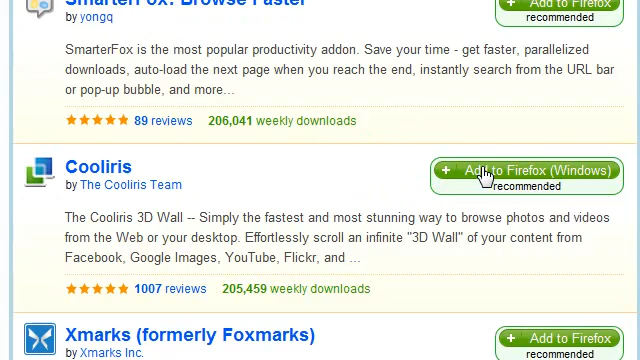 SmarterFox: Browse Faster
Add to Firefox
by yongq
recommended
SmarterFox is the most popular productivity addon. Save your time - get faster, parallelized
downloads, auto-load the next page when you reach the end, instantly search from the URL bar
or pop-up bubble, and more...
89 reviews 206,041 weekly downloads
Cooliris
+ Add to Firefox (Windows)
by The Cooliris Team
recommended
The Cooliris 3D Wall -- Simply the fastest and most stunning way to browse photos and videos
from the Web or your desktop. Effortlessly scroll an infinite "3D Wall" of your content from
Facebook, Google Images, YouTube, Flickr, and ...
1007 reviews 205,459 weekly downloads
Xmarks (formerly Foxmarks)
+ Add to Firefox
by Xmarks Inc.
recommended